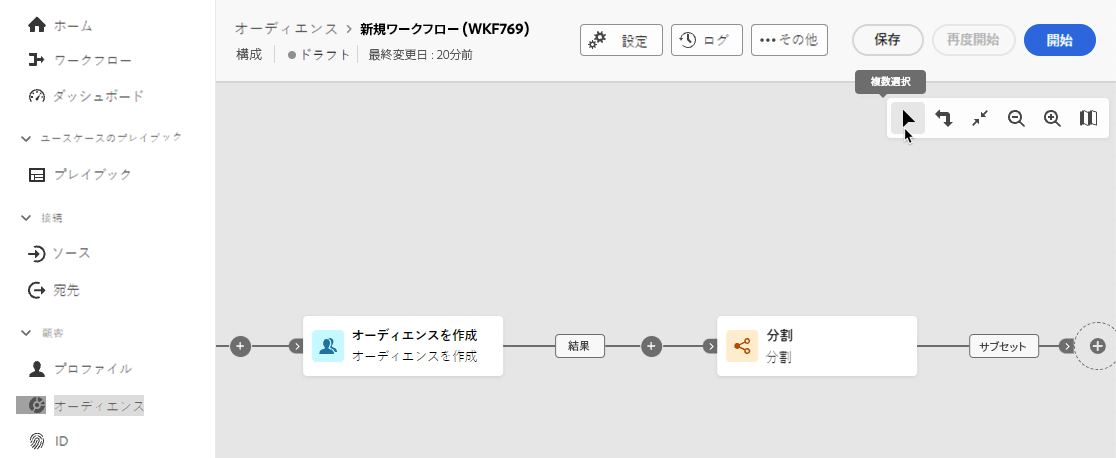 ホーム
ワークフロー
ダッシュボード
ユースケースのプレイブック
プレイブック
接続
ソース
宛先
顧客
プロファイル
オーディエンス
ID
オーディエンス > 新規ワークフロー (WKF769)
構成 ドラフト 最終変更日 : 20分前
設定
ログ
•••その他
保存
再度開始
開始
複数選択
オーディエンスを作成
オーディエンスを作成
結果
分割
分割
サブセット